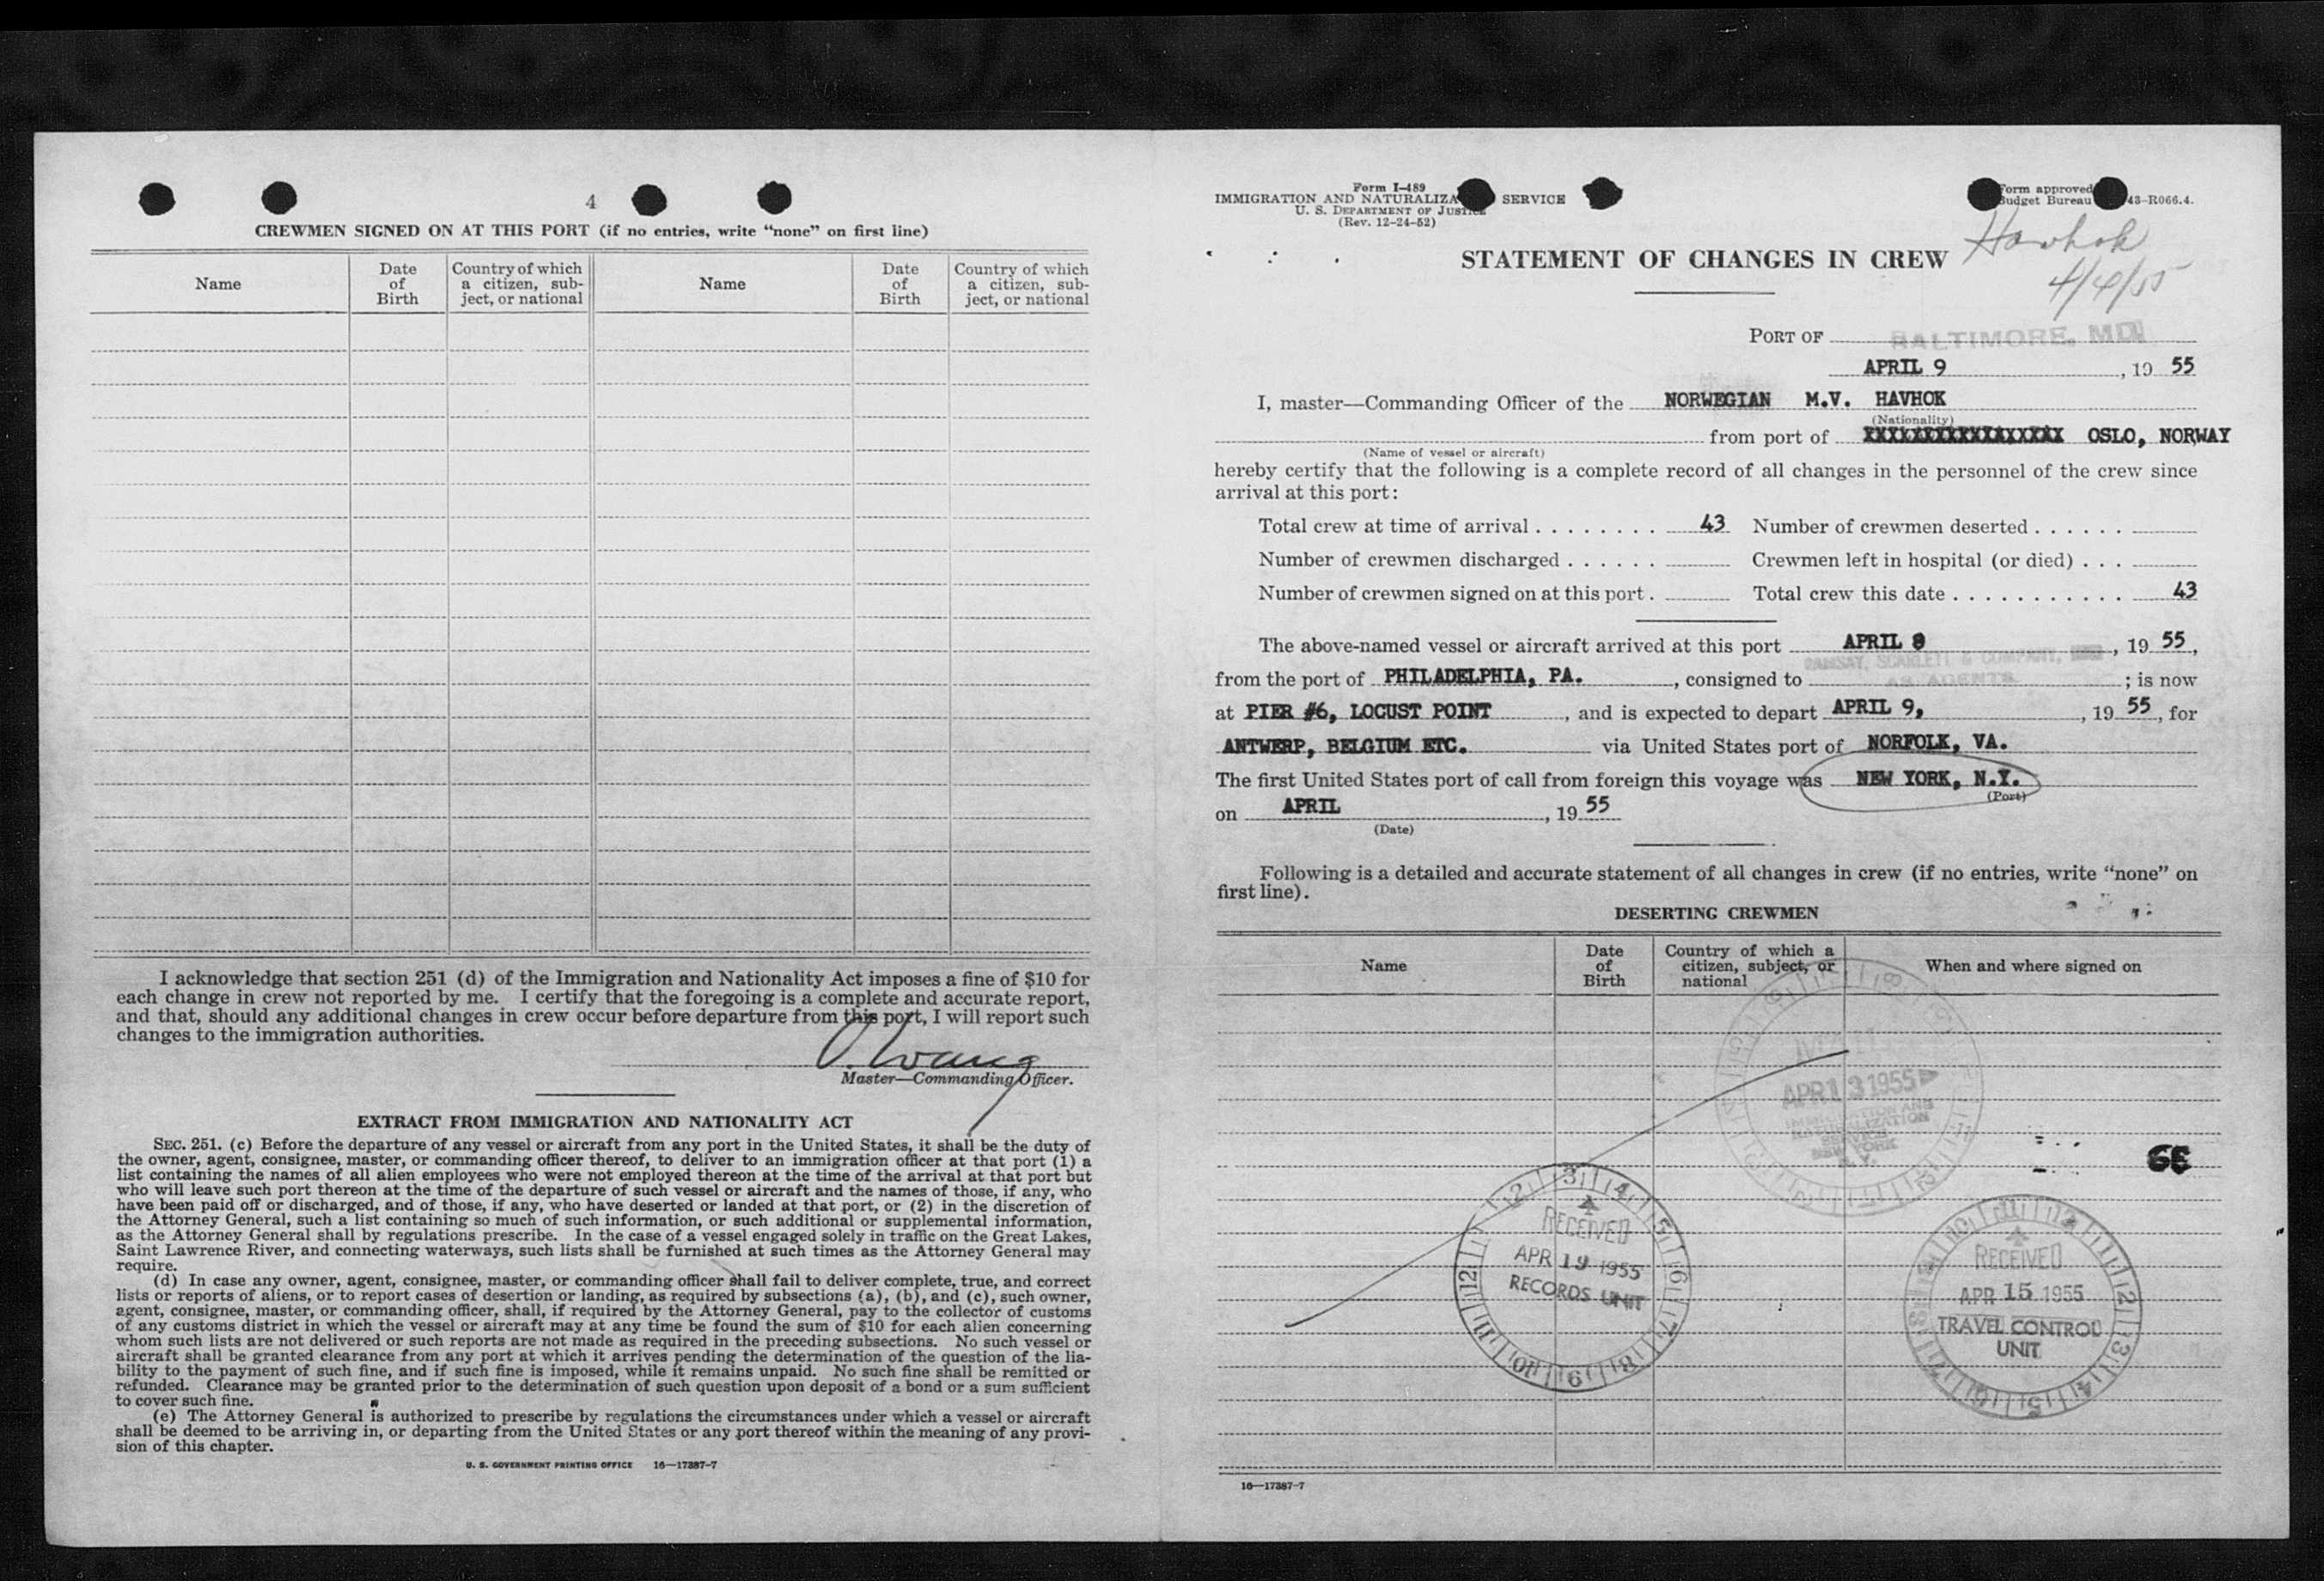 4
CREWMEN SIGNED ON AT THIS PORT (if no entries, write "none" on first line)
Name
Date of Birth
Country of which a citizen, subject, or national
Name
Date of Birth
Country of which a citizen, subject, or national
I acknowledge that section 251 (d) of the Immigration and Nationality Act imposes a fine of $10 for
each change in crew not reported by me. I certify that the foregoing is a complete and accurate report,
and that, should any additional changes in crew occur before departure from this port, I will report such
changes to the immigration authorities.
Master—Commanding Officer.
EXTRACT FROM IMMIGRATION AND NATIONALITY ACT
SEC. 251. (c) Before the departure of any vessel or aircraft from any port in the United States, it shall be the duty of
the owner, agent, consignee, master, or commanding officer thereof, to deliver to an immigration officer at that port (1) a
list containing the names of all alien employees who were not employed thereon at the time of the arrival at that port but
who will leave such port thereon at the time of the departure of such vessel or aircraft and the names of those, if any, who
have been paid off or discharged, and of those, if any, who have deserted or landed at that port, or (2) in the discretion of
the Attorney General, such a list containing so much of such information, or such additional or supplemental information,
as the Attorney General shall by regulations prescribe. In the case of a vessel engaged solely in traffic on the Great Lakes,
Saint Lawrence River, and connecting waterways, such lists shall be furnished at such times as the Attorney General may
require.
(d) In case any owner, agent, consignee, master, or commanding officer shall fail to deliver complete, true, and correct
lists or reports of aliens, or to report cases of desertion or landing, as required by subsections (a), (b), and (c), such owner,
agent, consignee, master, or commanding officer, shall, if required by the Attorney General, pay to the collector of customs
of any customs district in which the vessel or aircraft may at any time be found the sum of $10 for each alien concerning
whom such lists are not delivered or such reports are not made as required in the preceding subsections. No such vessel or
aircraft shall be granted clearance from any port at which it arrives pending the determination of the question of the lia-
bility to the payment of such fine, and if such fine is imposed, while it remains unpaid. No such fine shall be remitted or
refunded. Clearance may be granted prior to the determination of such question upon deposit of a bond or a sum sufficient
to cover such fine.
(e) The Attorney General is authorized to prescribe by regulations the circumstances under which a vessel or aircraft
shall be deemed to be arriving in, or departing from the United States or any port thereof within the meaning of any provi-
sion of this chapter.
U. S. GOVERNMENT PRINTING OFFICE 16—17387-7
Form I-489
IMMIGRATION AND NATURALIZA SERVICE
U. S. DEPARTMENT OF JUSTICE
(Rev. 12-24-52)
Form approved
Budget Bureau 43-R066.4.
Havhok
STATEMENT OF CHANGES IN CREW
PORT OF BALTIMORE, MD.
APRIL 9, 19 55
I, master—Commanding Officer of the NORWEGIAN M.V. HAVHOK
(Nationality)
from port of OSLO, NORWAY
(Name of vessel or aircraft)
hereby certify that the following is a complete record of all changes in the personnel of the crew since
arrival at this port:
Total crew at time of arrival . . . . . . . . 43 Number of crewmen deserted . . . . . .
Number of crewmen discharged . . . . . . Crewmen left in hospital (or died) . . .
Number of crewmen signed on at this port . Total crew this date . . . . . . . . . . . 43
The above-named vessel or aircraft arrived at this port APRIL 8, 19 55,
RAMSAY, SCARLETT & COMPANY,
from the port of PHILADELPHIA, PA., consigned to AS AGENTS; is now
at PIER #6, LOCUST POINT, and is expected to depart APRIL 9, , 19 55, for
ANTWERP, BELGIUM ETC. via United States port of NORFOLK, VA.
The first United States port of call from foreign this voyage was NEW YORK, N.Y.
(Port)
on APRIL, 19 55
(Date)
Following is a detailed and accurate statement of all changes in crew (if no entries, write "none" on
first line).
DESERTING CREWMEN
Name
Date of Birth
Country of which a citizen, subject, or national
When and where signed on
APR 13 1955
IMMIGRATION AND
NATURALIZATION
SERVICE
NEW YORK
N. Y.
RECEIVED
APR 19 1955
RECORDS UNIT
RECEIVED
APR 15 1955
TRAVEL CONTROL
UNIT
16—17387-7